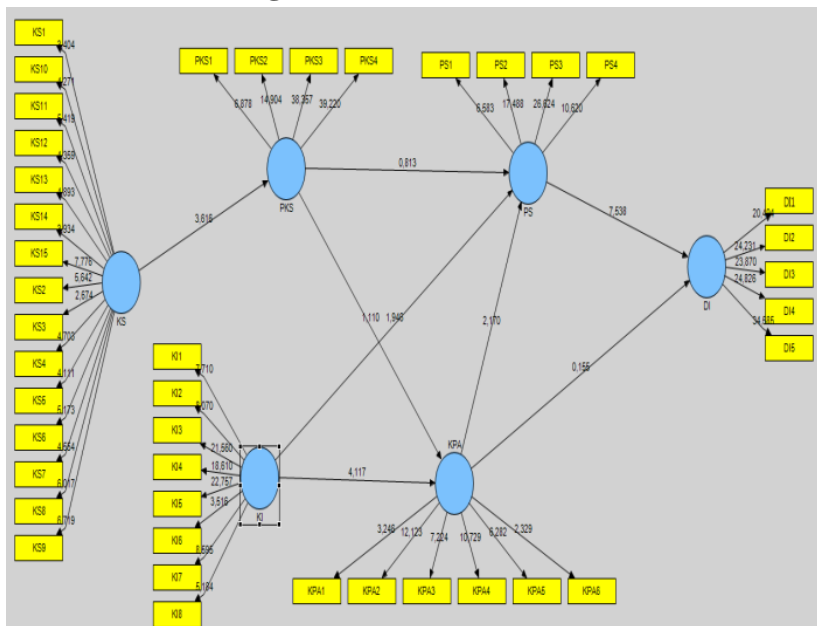 KS1
KS10
KS11
KS12
KS13
KS14
KS15
KS2
KS3
KS4
KS5
KS6
KS7
KS8
KS9
7,776
5,642
2,674
KS
3,616
PKS1
PKS2
PKS3
PKS4
6,878
14,904
38,357
39,220
PKS
0,813
PS1
PS2
PS3
PS4
6,583
17,488
26,624
10,620
PS
7,538
1,110
1,948
2,170
0,155
DI1
DI2
DI3
DI4
DI5
24,231
23,870
24,826
DI
KI1
KI2
KI3
KI4
KI5
KI6
KI7
KI8
21,560
18,610
22,757
3,516
KI
4,117
KPA
3,246
12,123
7,224
10,729
6,282
2,329
KPA1
KPA2
KPA3
KPA4
KPA5
KPA6